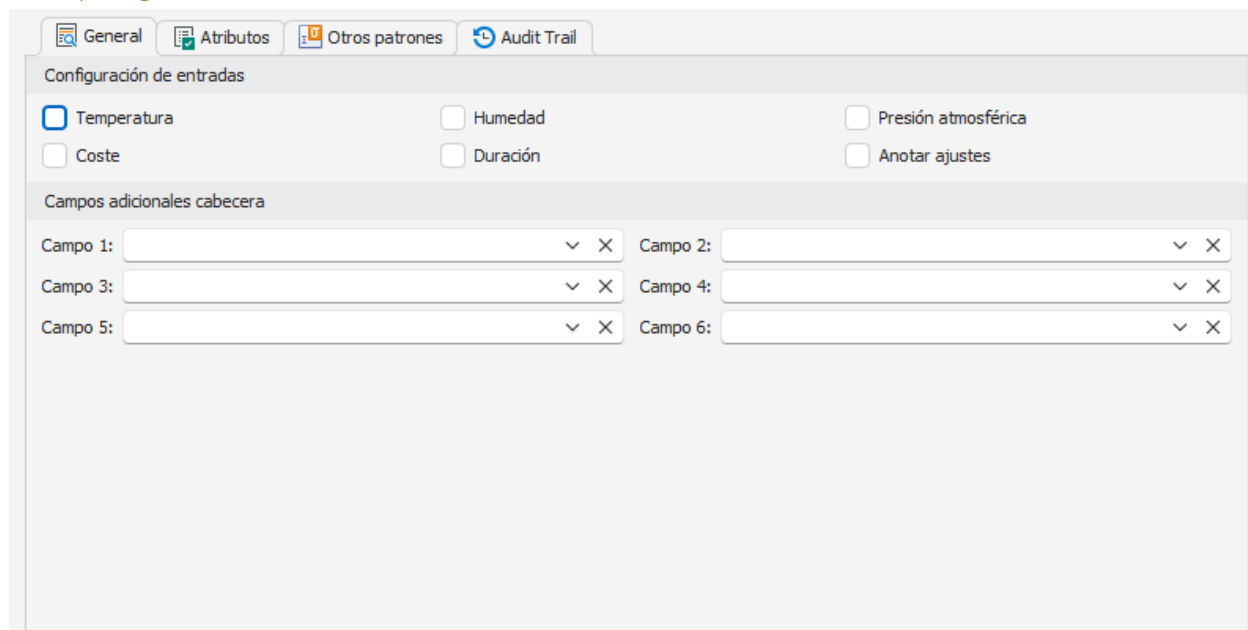 General Atributos Otros patrones Audit Trail
Configuración de entradas
Temperatura Humedad Presión atmosférica
Coste Duración Anotar ajustes
Campos adicionales cabecera
Campo 1: Campo 2:
Campo 3: Campo 4:
Campo 5: Campo 6: